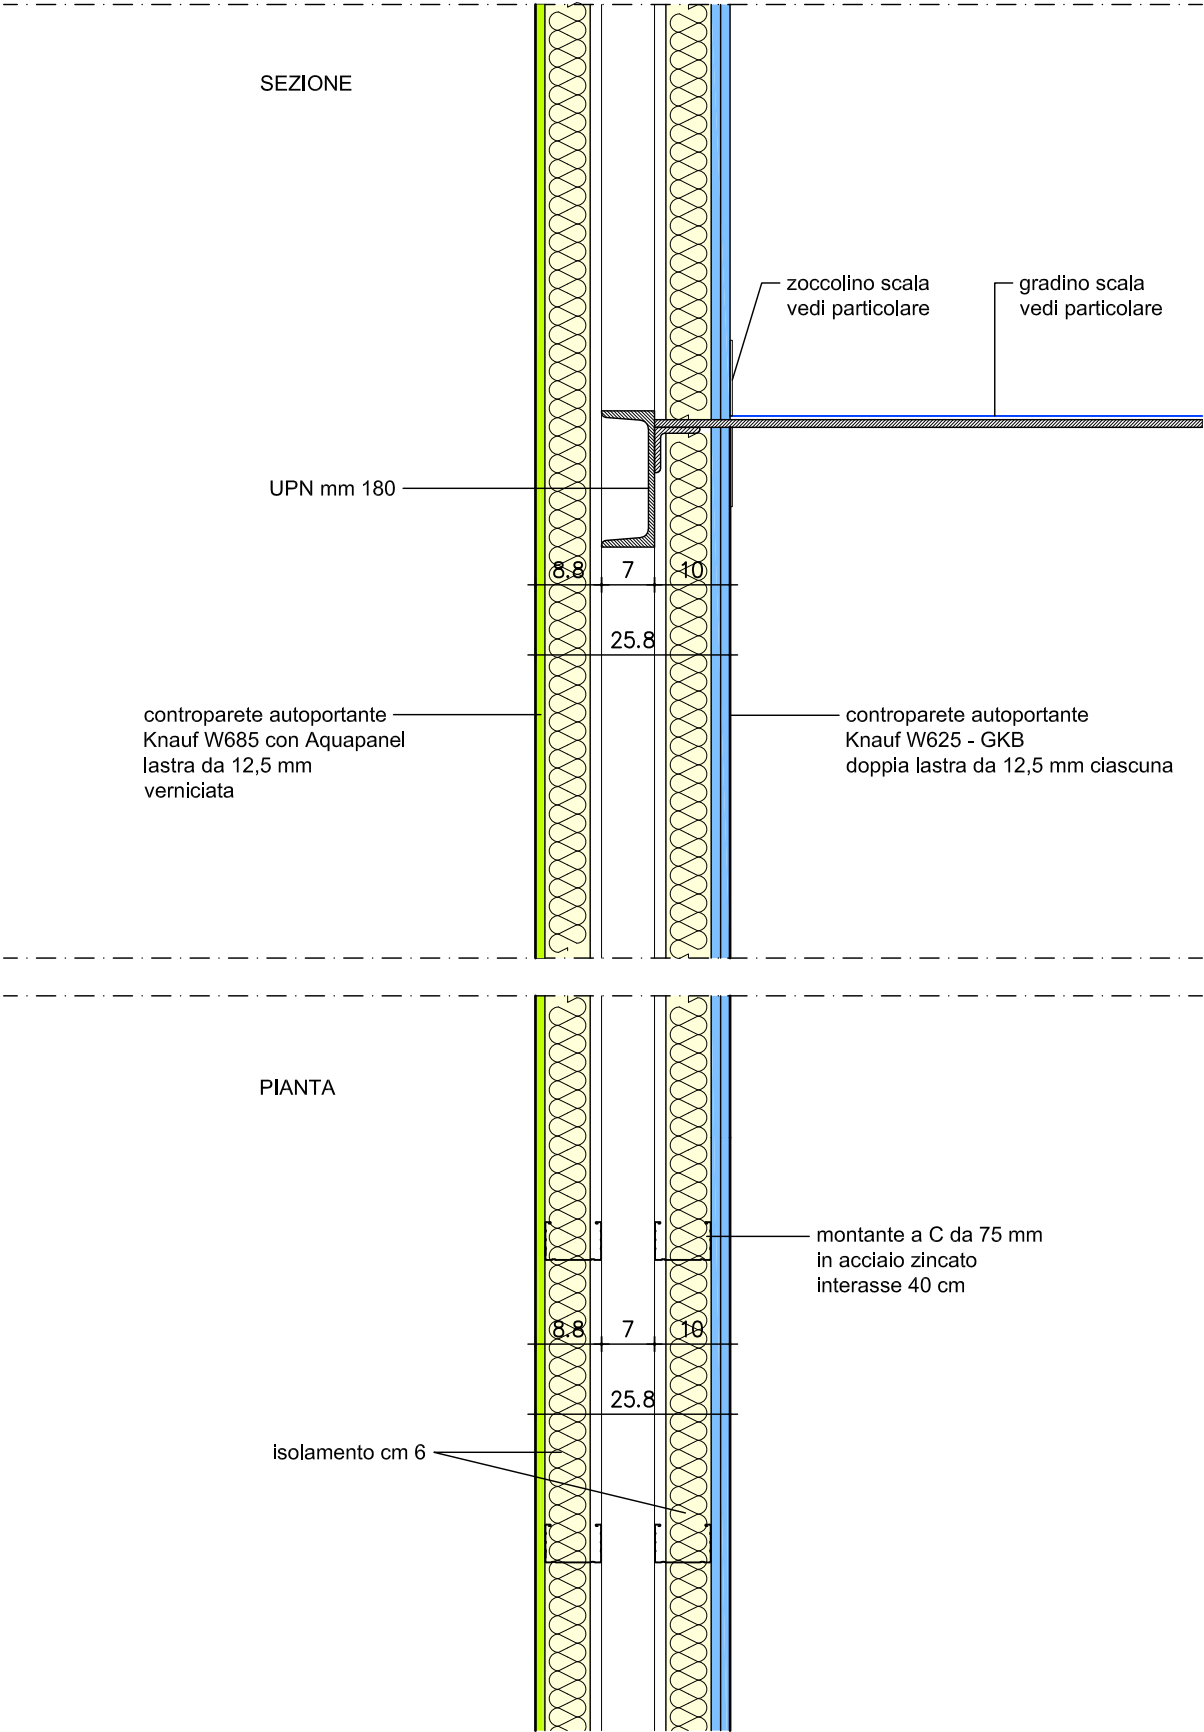 SEZIONE
zoccolino scala
vedi particolare
gradino scala
vedi particolare
UPN mm 180
8.8 7 10
25.8
controparete autoportante
Knauf W685 con Aquapanel
lastra da 12,5 mm
verniciata
controparete autoportante
Knauf W625 - GKB
doppia lastra da 12,5 mm ciascuna
PIANTA
montante a C da 75 mm
in acciaio zincato
interasse 40 cm
8.8 7 10
25.8
isolamento cm 6